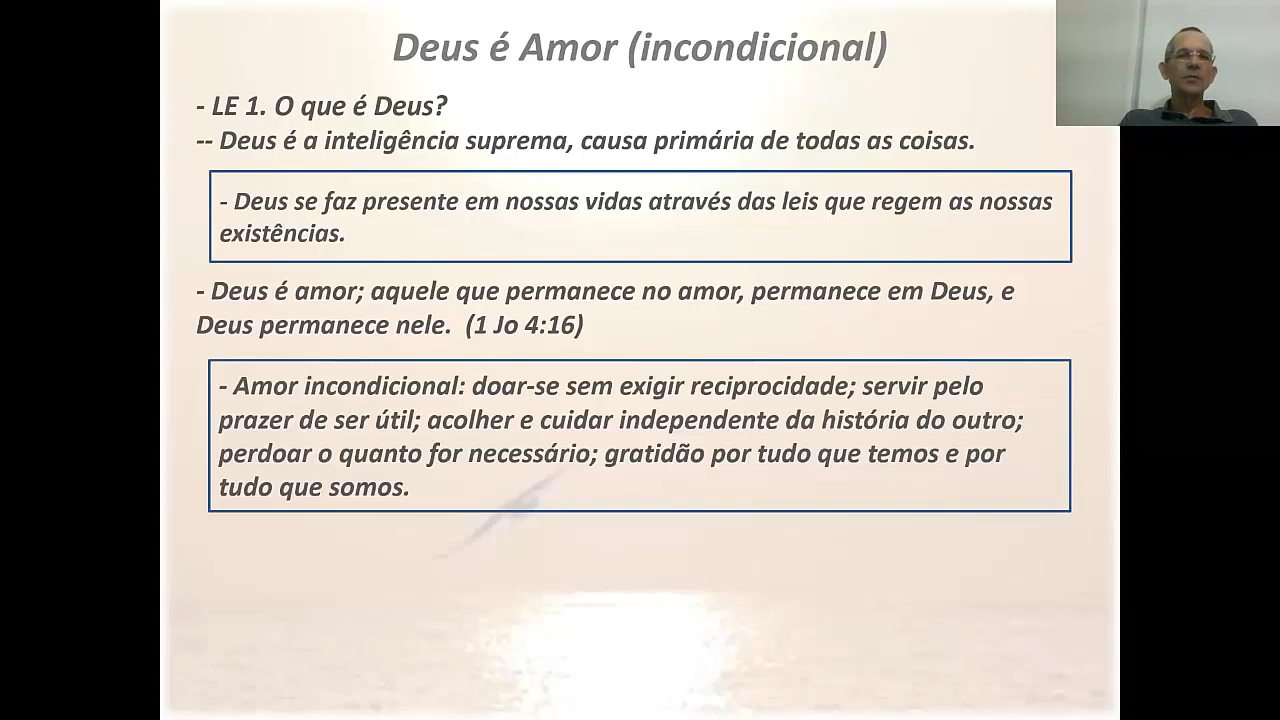 Deus é Amor (incondicional)
- LE 1. O que é Deus?
-- Deus é a inteligência suprema, causa primária de todas as coisas.
- Deus se faz presente em nossas vidas através das leis que regem as nossas
existências.
- Deus é amor; aquele que permanece no amor, permanece em Deus, e
Deus permanece nele.  (1 Jo 4:16)
- Amor incondicional: doar-se sem exigir reciprocidade; servir pelo
prazer de ser útil; acolher e cuidar independente da história do outro;
perdoar o quanto for necessário; gratidão por tudo que temos e por
tudo que somos.